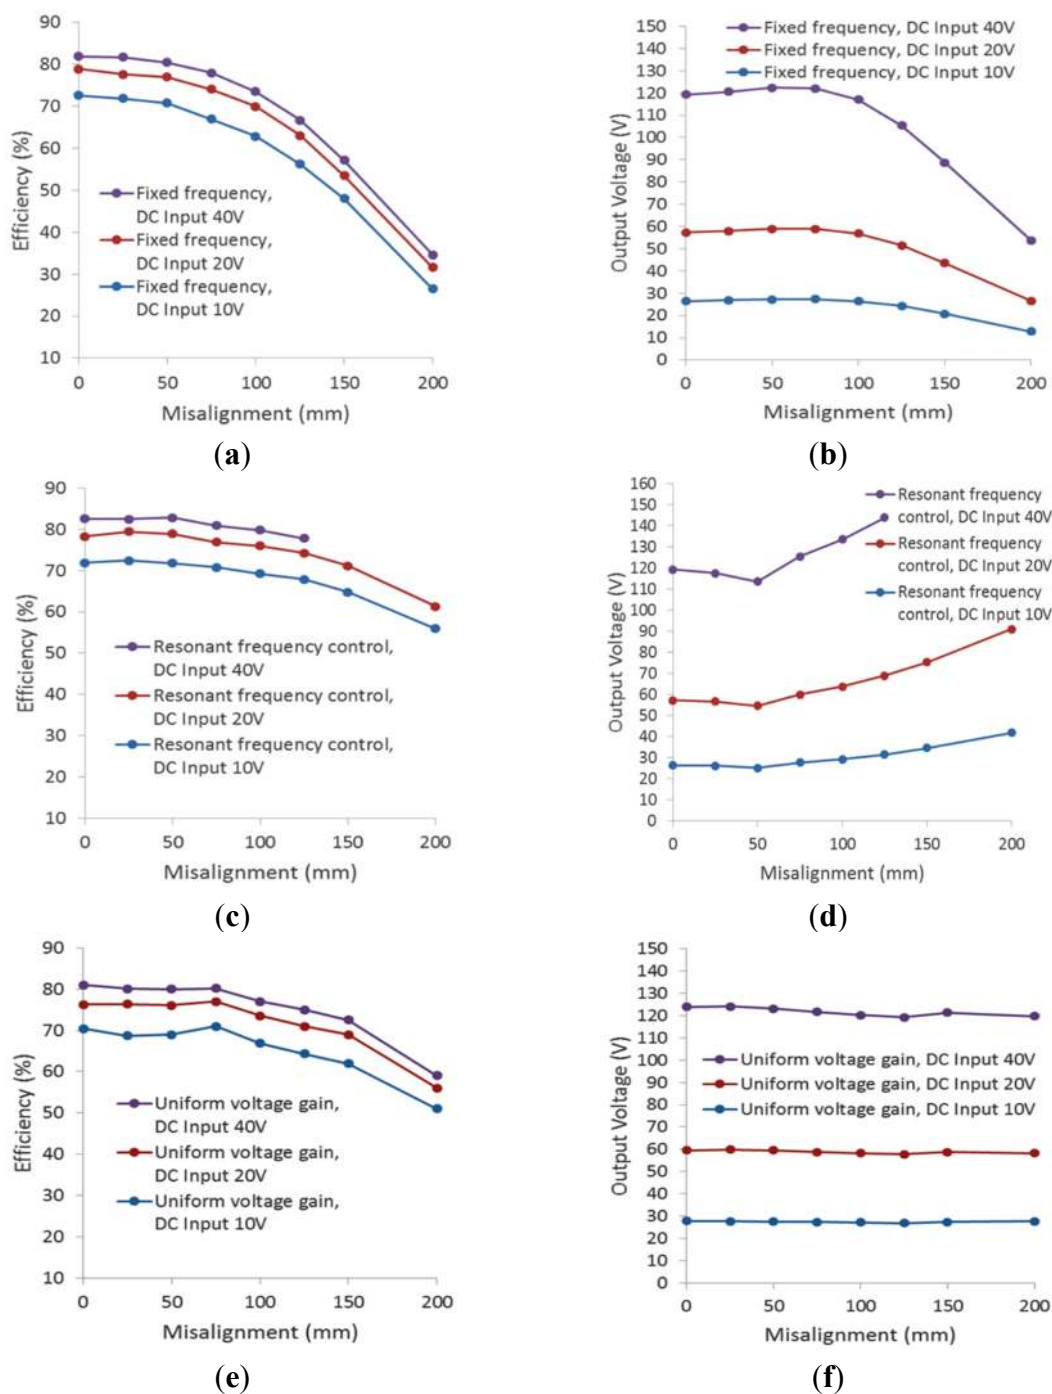 90
80
70
60
50
40
30
20
10
Efficiency (%)
Fixed frequency,
DC Input 40V
Fixed frequency,
DC Input 20V
Fixed frequency,
DC Input 10V
0 50 100 150 200
Misalignment (mm)
(a)
150
140
130
120
110
100
90
80
70
60
50
40
30
20
10
0
Output Voltage (V)
Fixed frequency, DC Input 40V
Fixed frequency, DC Input 20V
Fixed frequency, DC Input 10V
0 50 100 150 200
Misalignment (mm)
(b)
90
80
70
60
50
40
30
20
10
Efficiency (%)
Resonant frequency control,
DC Input 40V
Resonant frequency control,
DC Input 20V
Resonant frequency control,
DC Input 10V
0 50 100 150 200
Misalignment (mm)
(c)
160
150
140
130
120
110
100
90
80
70
60
50
40
30
20
10
0
Output Voltage (V)
Resonant frequency
control, DC Input 40V
Resonant frequency
control, DC Input 20V
Resonant frequency
control, DC Input 10V
0 50 100 150 200
Misalignment (mm)
(d)
90
80
70
60
50
40
30
20
10
Efficiency (%)
Uniform voltage gain,
DC Input 40V
Uniform voltage gain,
DC Input 20V
Uniform voltage gain,
DC Input 10V
0 50 100 150 200
Misalignment (mm)
(e)
150
140
130
120
110
100
90
80
70
60
50
40
30
20
10
0
Output Voltage (V)
Uniform voltage gain, DC Input 40V
Uniform voltage gain, DC Input 20V
Uniform voltage gain, DC Input 10V
0 50 100 150 200
Misalignment (mm)
(f)